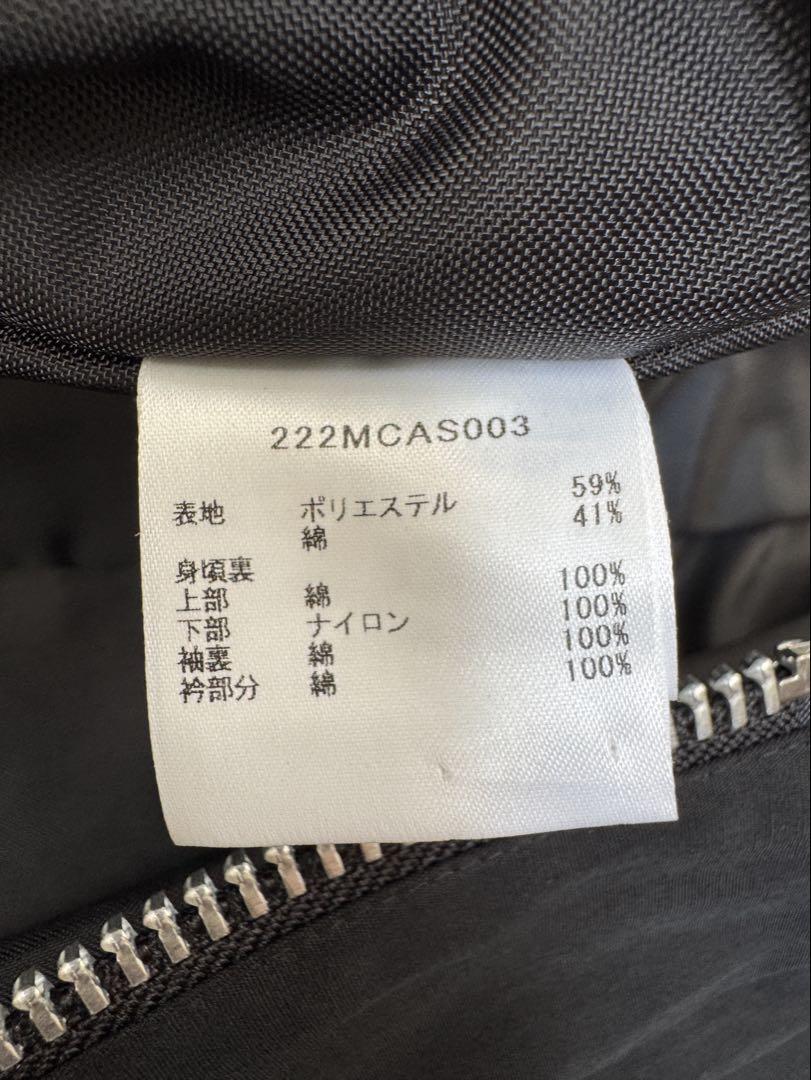 222MCAS003
表地 ポリエステル 59%
綿 41%
身頃裏
上部 綿 100%
下部 ナイロン 100%
袖裏 綿 100%
衿部分 綿 100%